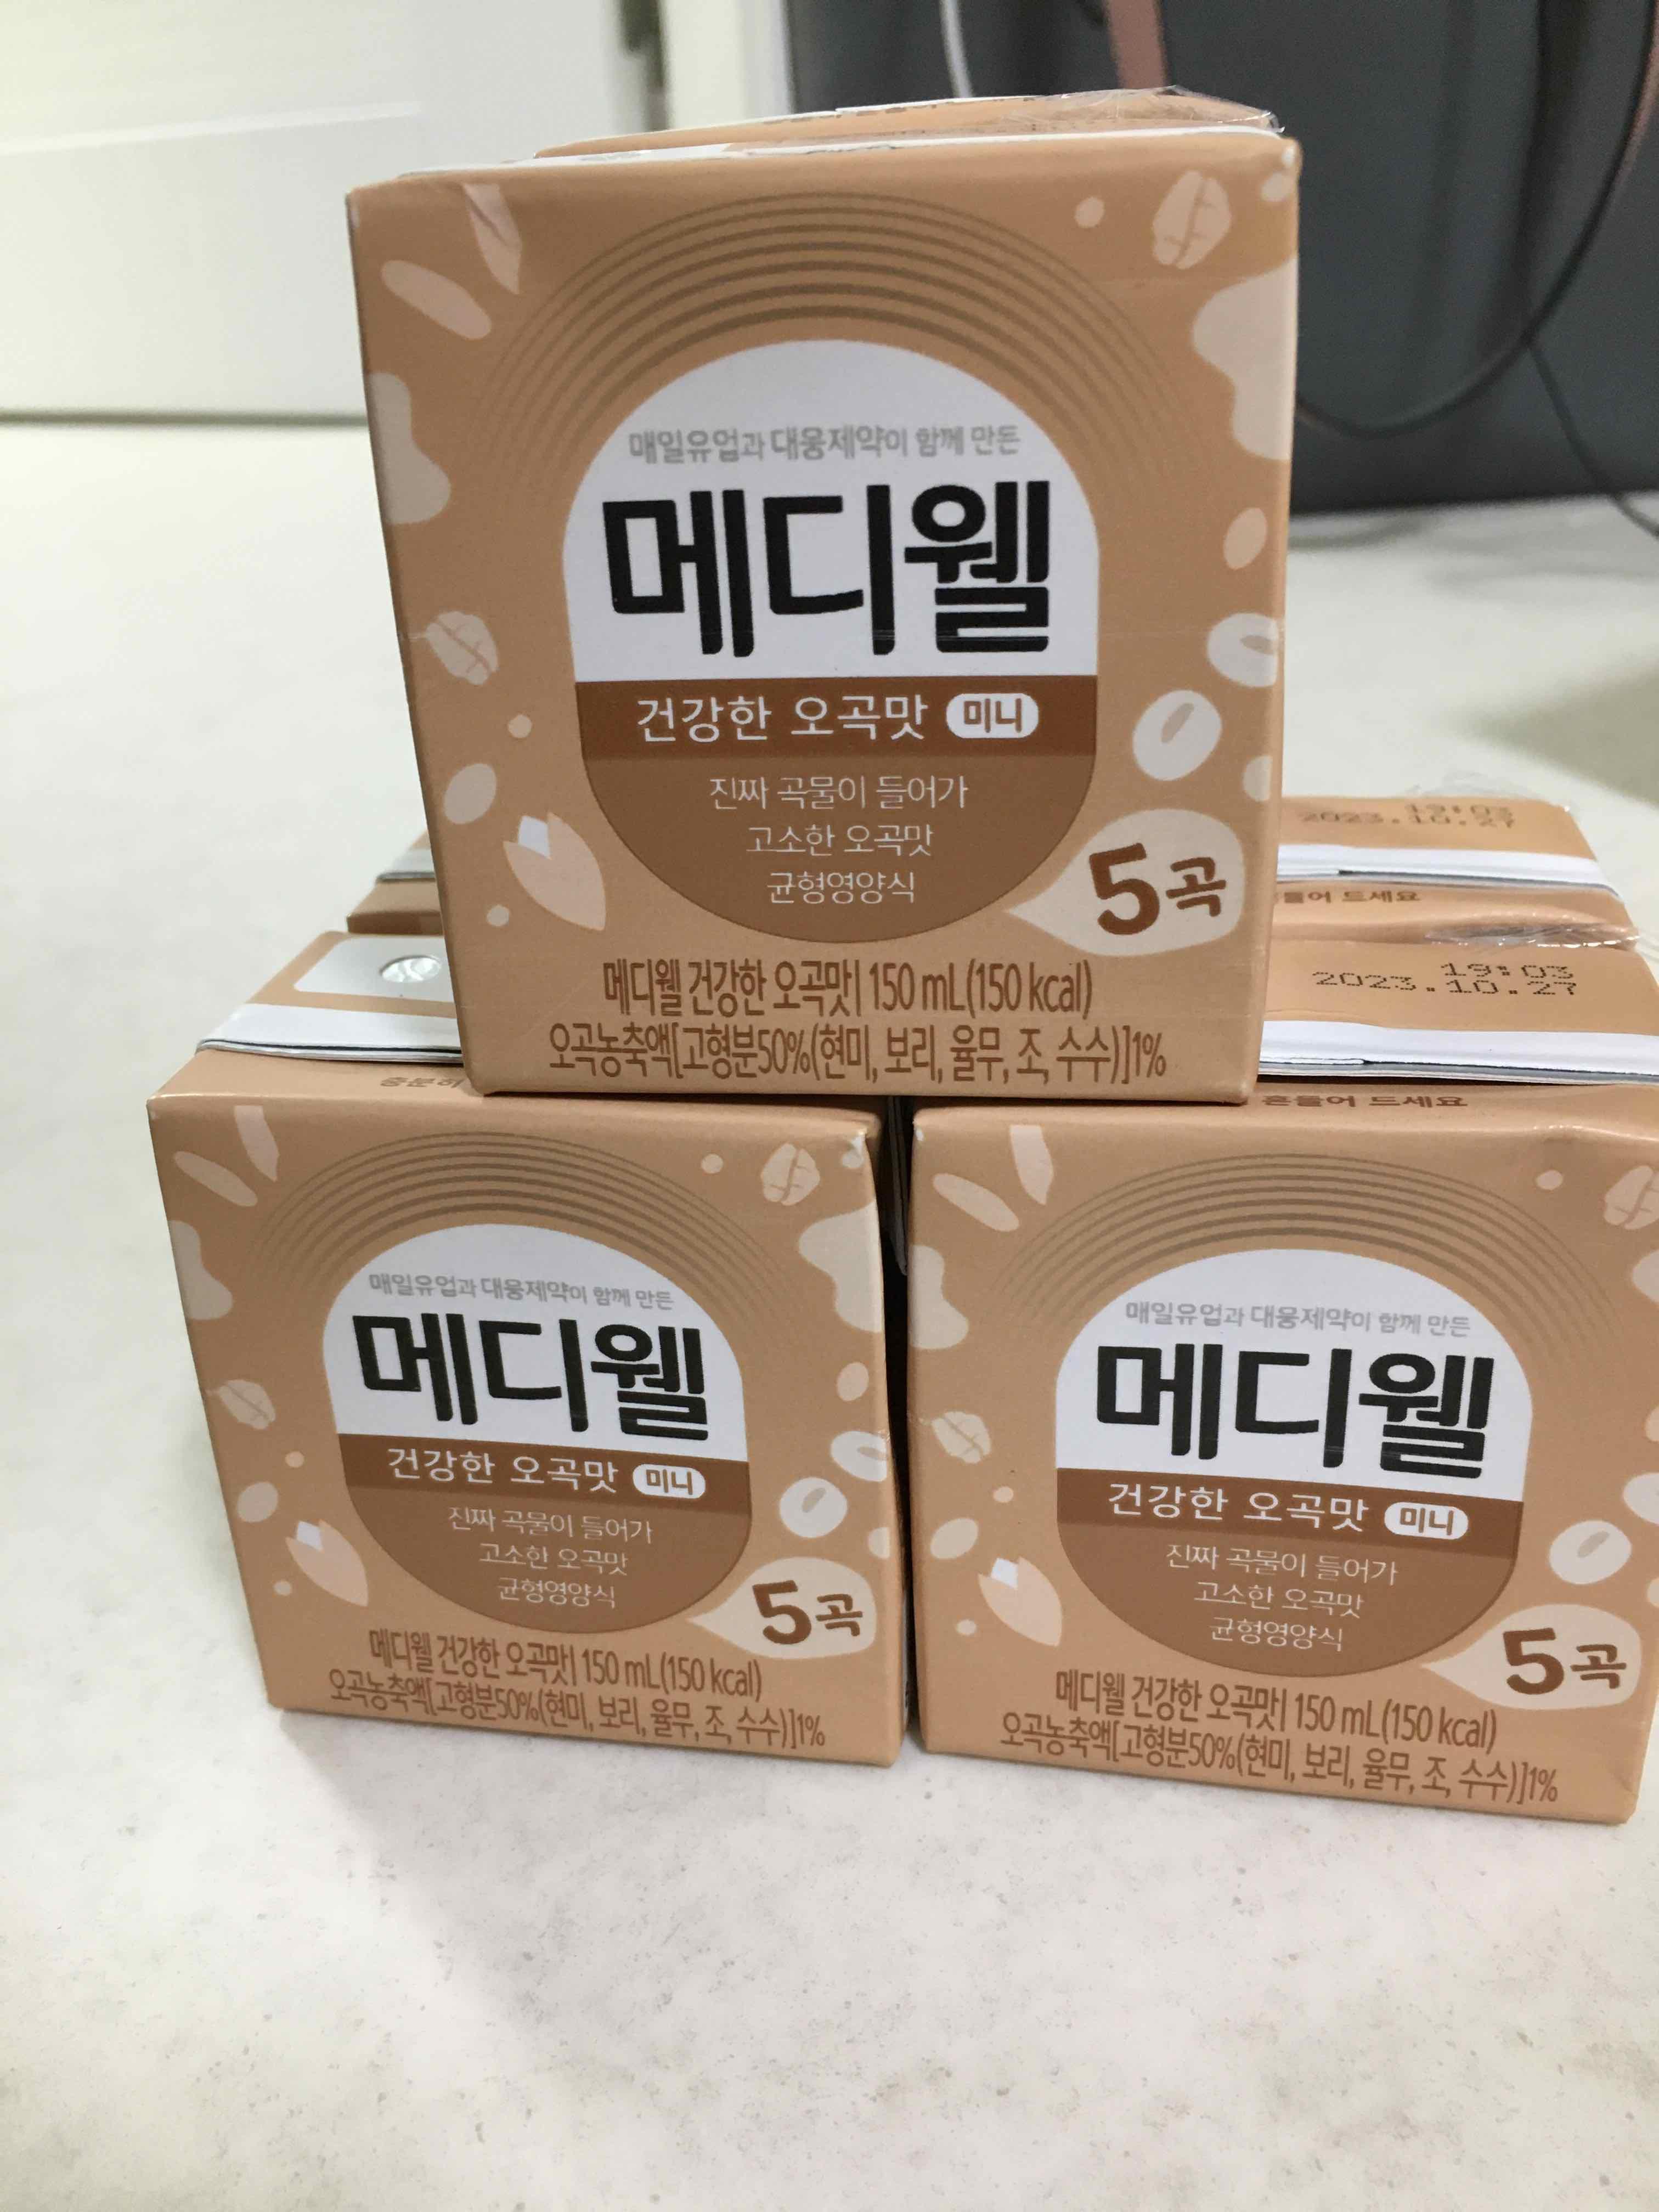 매일유업과 대웅제약이 함께 만든
메디웰
건강한 오곡맛 미니
진짜 곡물이 들어가
고소한 오곡맛
균형영양식
5곡
메디웰 건강한 오곡맛 | 150 mL(150 kcal)
오곡농축액[고형분50%(현미, 보리, 율무, 조, 수수)]1%
19:03
2023.10.27
들어 드세요
19:03
2023.10.27
충분히
매일유업과 대웅제약이 함께 만든
메디웰
건강한 오곡맛 미니
진짜 곡물이 들어가
고소한 오곡맛
균형영양식
5곡
메디웰 건강한 오곡맛 | 150 mL(150 kcal)
오곡농축액[고형분50%(현미, 보리, 율무, 조, 수수)]1%
흔들어 드세요
매일유업과 대웅제약이 함께 만든
메디웰
건강한 오곡맛 미니
진짜 곡물이 들어가
고소한 오곡맛
균형영양식
5곡
메디웰 건강한 오곡맛 | 150 mL(150 kcal)
오곡농축액[고형분50%(현미, 보리, 율무, 조, 수수)]1%